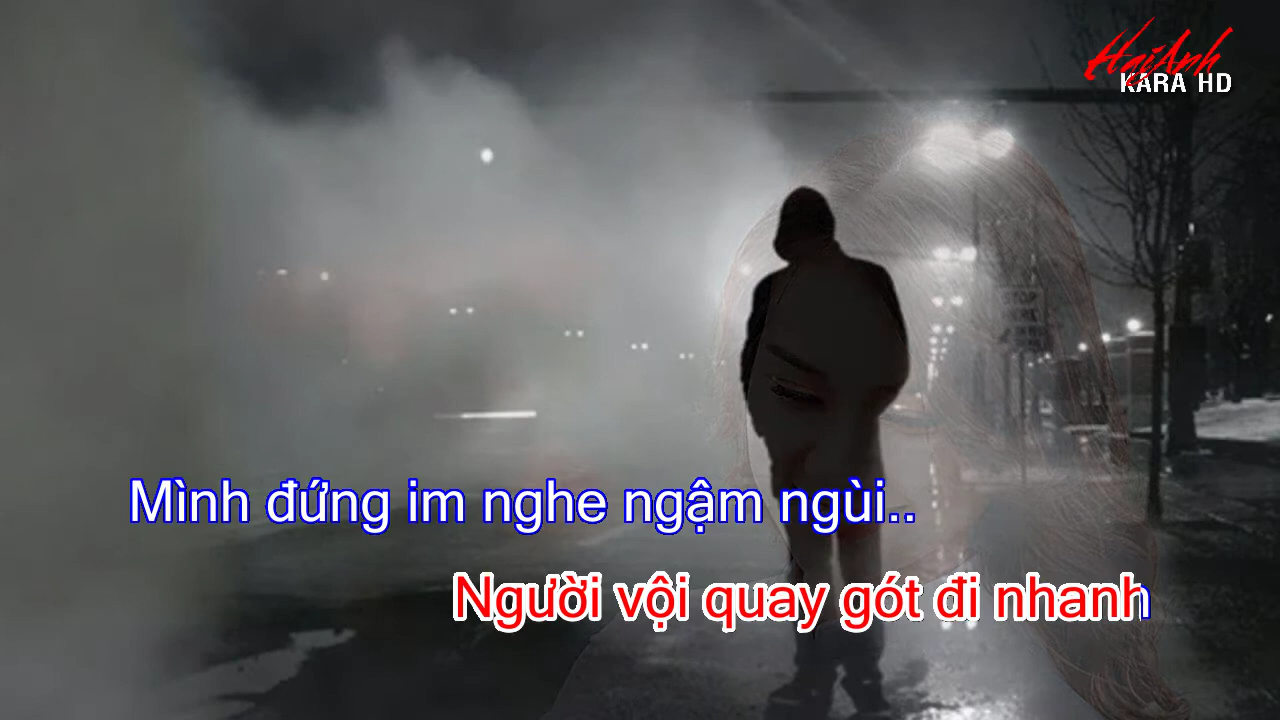 HaiAnh
KARA HD
Mình đứng im nghe ngậm ngùi..
Người vội quay gót đi nhanh